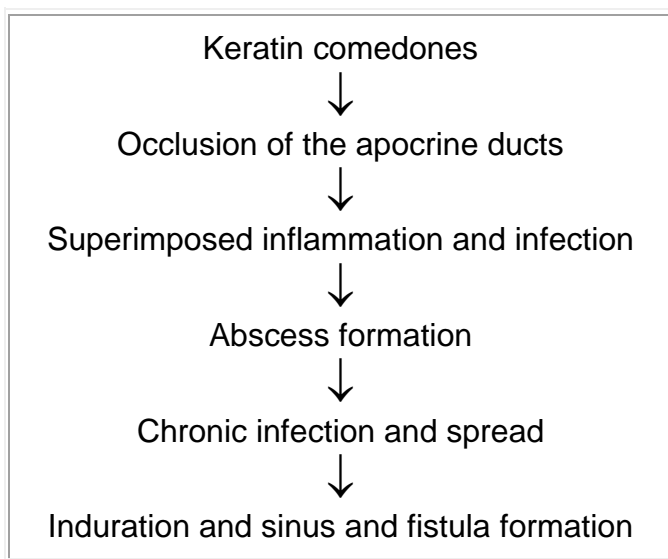 Keratin comedones
↓
Occlusion of the apocrine ducts
↓
Superimposed inflammation and infection
↓
Abscess formation
↓
Chronic infection and spread
↓
Induration and sinus and fistula formation